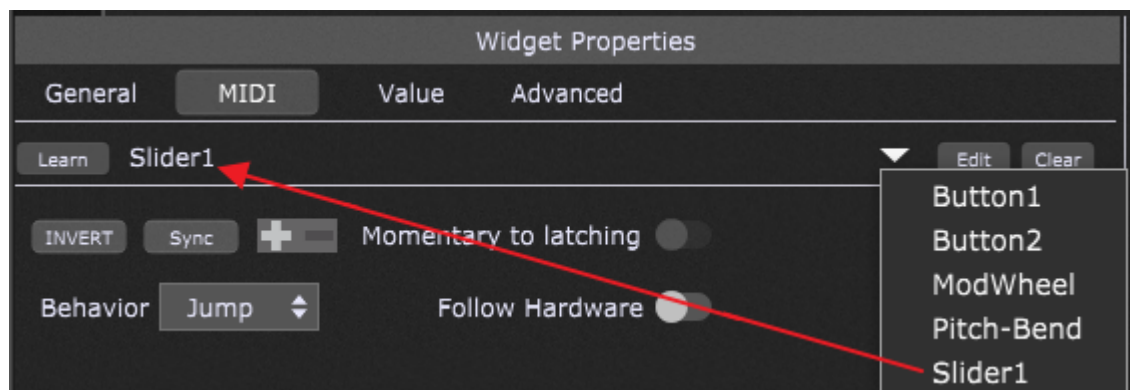 Widget Properties
General MIDI Value Advanced
Learn Slider1 Edit Clear
Button1
INVERT Sync Momentary to latching Button2
ModWheel
Behavior Jump Follow Hardware Pitch-Bend
Slider1